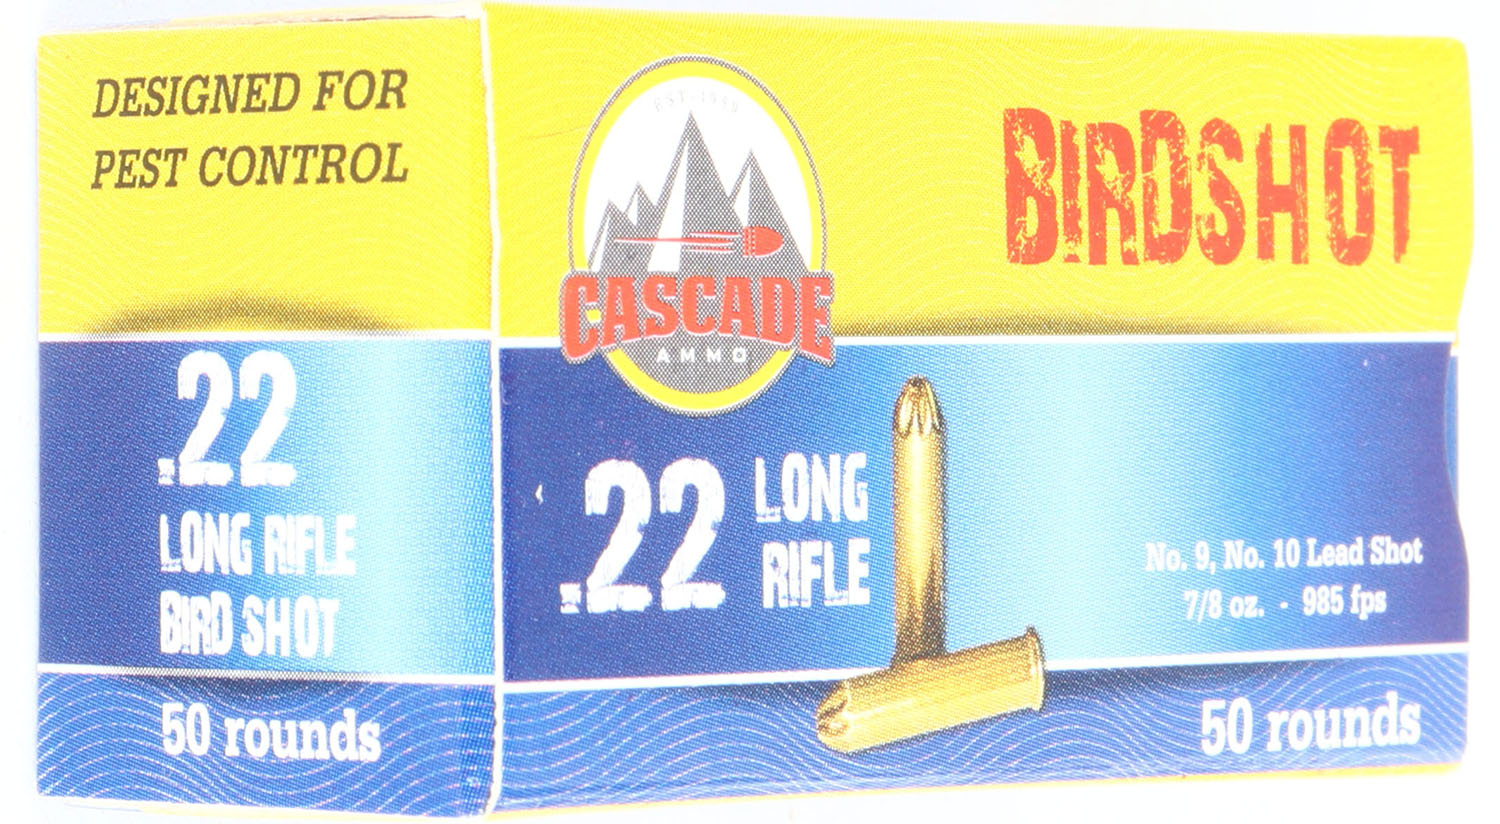 DESIGNED FOR
PEST CONTROL
.22
LONG RIFLE
BIRD SHOT
50 rounds
EST-1959
CASCADE
AMMO
BIRDSHOT
.22 LONG
RIFLE
No. 9, No. 10 Lead Shot
7/8 oz. - 985 fps
50 rounds